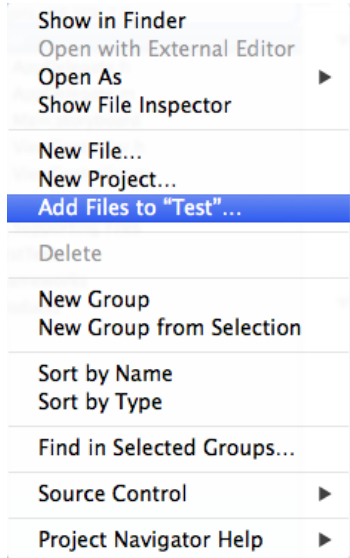 Show in Finder
Open with External Editor
Open As
Show File Inspector
New File...
New Project...
Add Files to “Test”...
Delete
New Group
New Group from Selection
Sort by Name
Sort by Type
Find in Selected Groups...
Source Control
Project Navigator Help